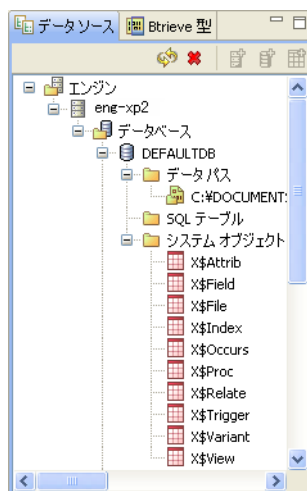 データソース Btrieve 型
エンジン
eng-xp2
データベース
DEFAULTDB
データ パス
C:¥DOCUMENT:
SQL テーブル
システム オブジェクト
X$Attrib
X$Field
X$File
X$Index
X$Occurs
X$Proc
X$Relate
X$Trigger
X$Variant
X$View